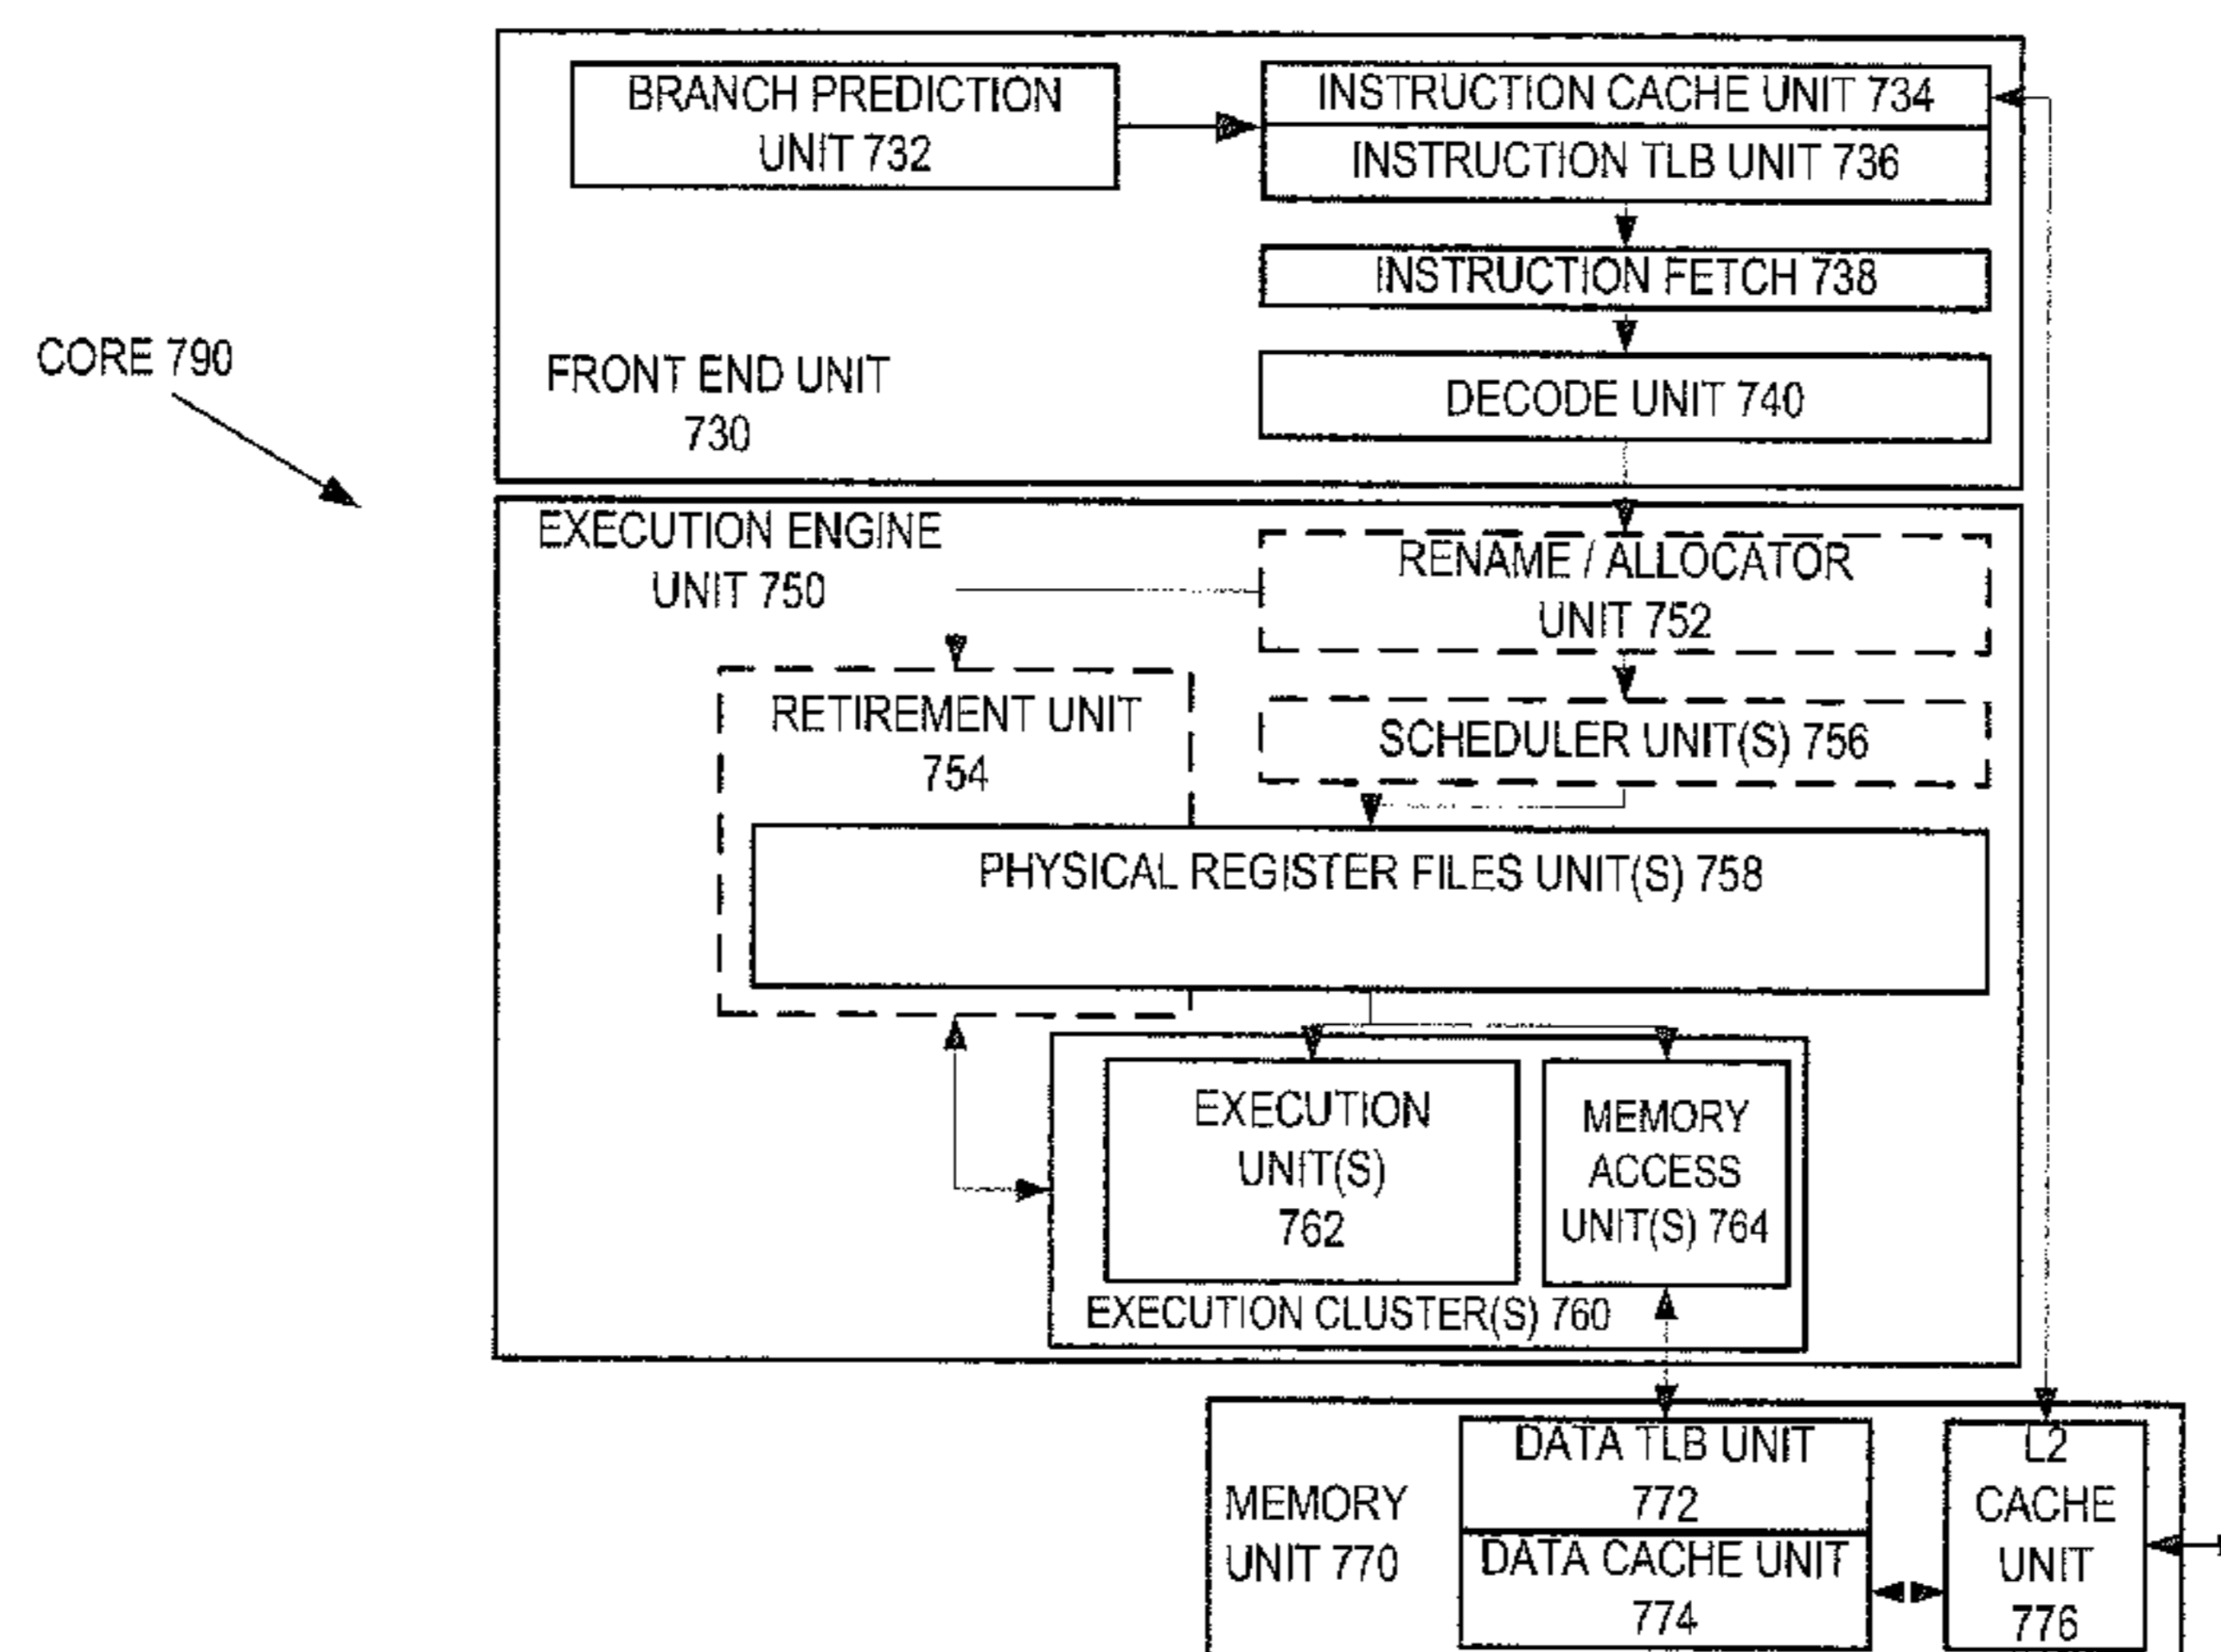 BRANCH PREDICTION
UNIT 732
INSTRUCTION CACHE UNIT 734
INSTRUCTION TLB UNIT 736
INSTRUCTION FETCH 738
CORE 790
FRONT END UNIT
730
DECODE UNIT 740
EXECUTION ENGINE
UNIT 750
RENAME / ALLOCATOR
UNIT 752
RETIREMENT UNIT
754
SCHEDULER UNIT(S) 756
PHYSICAL REGISTER FILES UNIT(S) 758
EXECUTION
UNIT(S)
762
MEMORY
ACCESS
UNIT(S) 764
EXECUTION CLUSTER(S) 760
MEMORY
UNIT 770
DATA TLB UNIT
772
DATA CACHE UNIT
774
L2
CACHE
UNIT
776